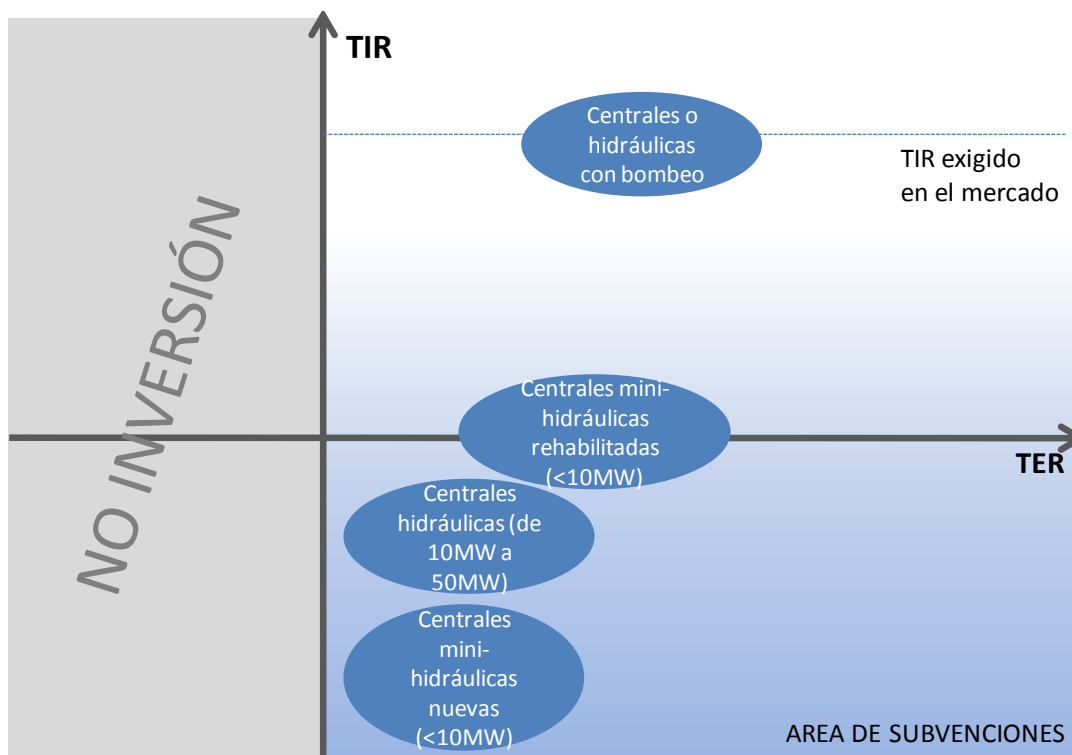 TIR
Centrales o
hidráulicas
con bombeo
TIR exigido
en el mercado
NO INVERSIÓN
Centrales mini-
hidráulicas
rehabilitadas
(<10MW)
TER
Centrales
hidráulicas (de
10MW a
50MW)
Centrales
mini-
hidráulicas
nuevas
(<10MW)
AREA DE SUBVENCIONES